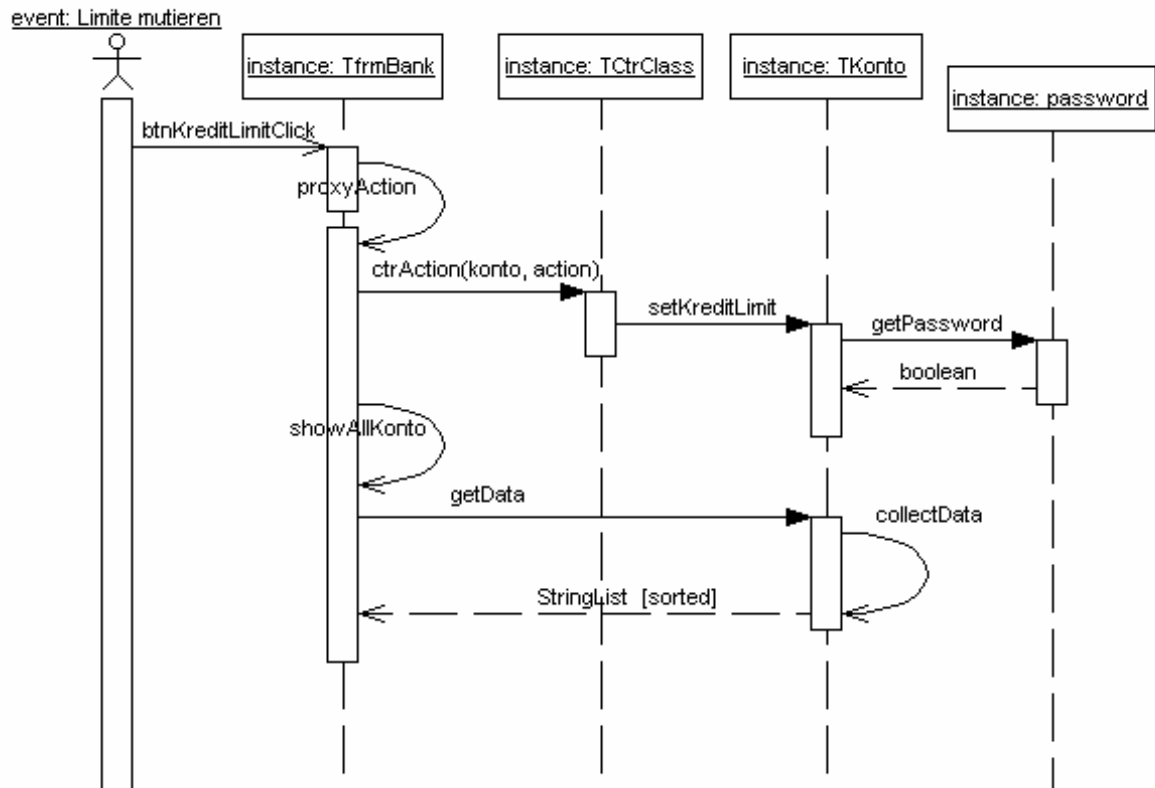 event: Limite mutieren
instance: TfrmBank
instance: TCtrClass
instance: TKonto
instance: password
btnKreditLimitClick
proxyAction
ctrAction(konto, action)
setKreditLimit
getPassword
boolean
showAllKonto
getData
collectData
StringList [sorted]